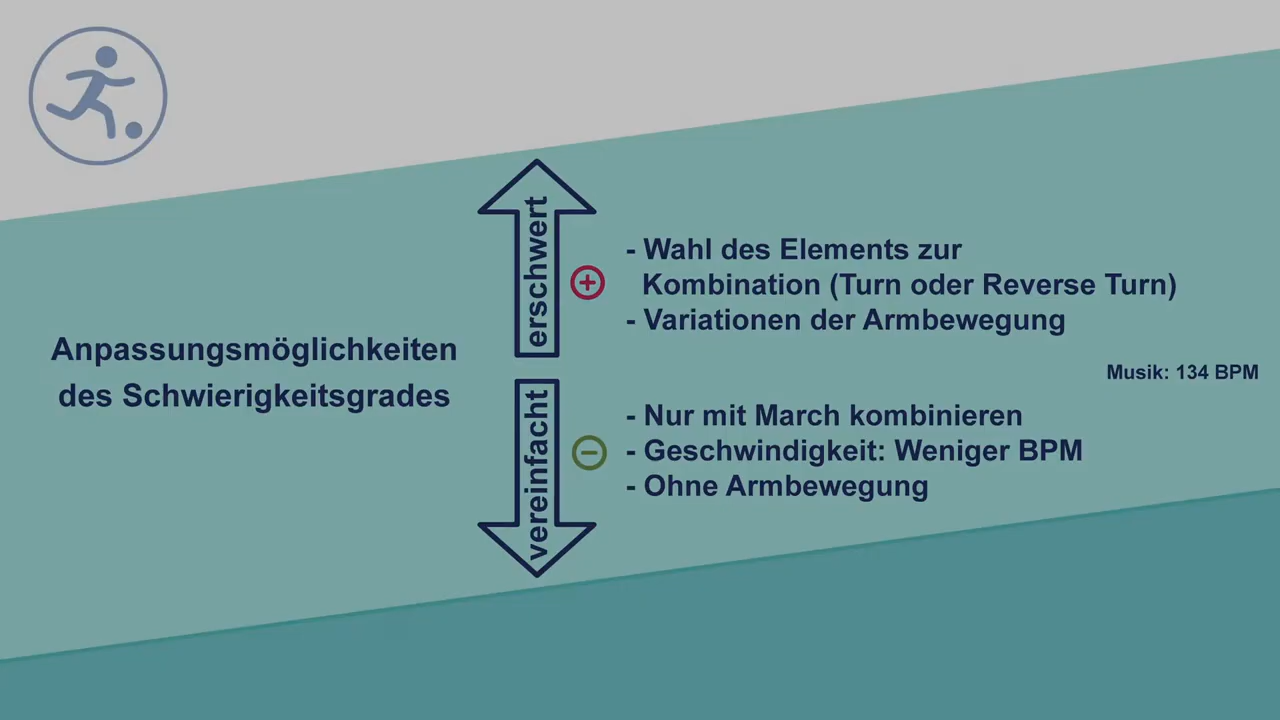 Anpassungsmöglichkeiten
des Schwierigkeitsgrades
erschwert
- Wahl des Elements zur
Kombination (Turn oder Reverse Turn)
- Variationen der Armbewegung
Musik: 134 BPM
vereinfacht
- Nur mit March kombinieren
- Geschwindigkeit: Weniger BPM
- Ohne Armbewegung